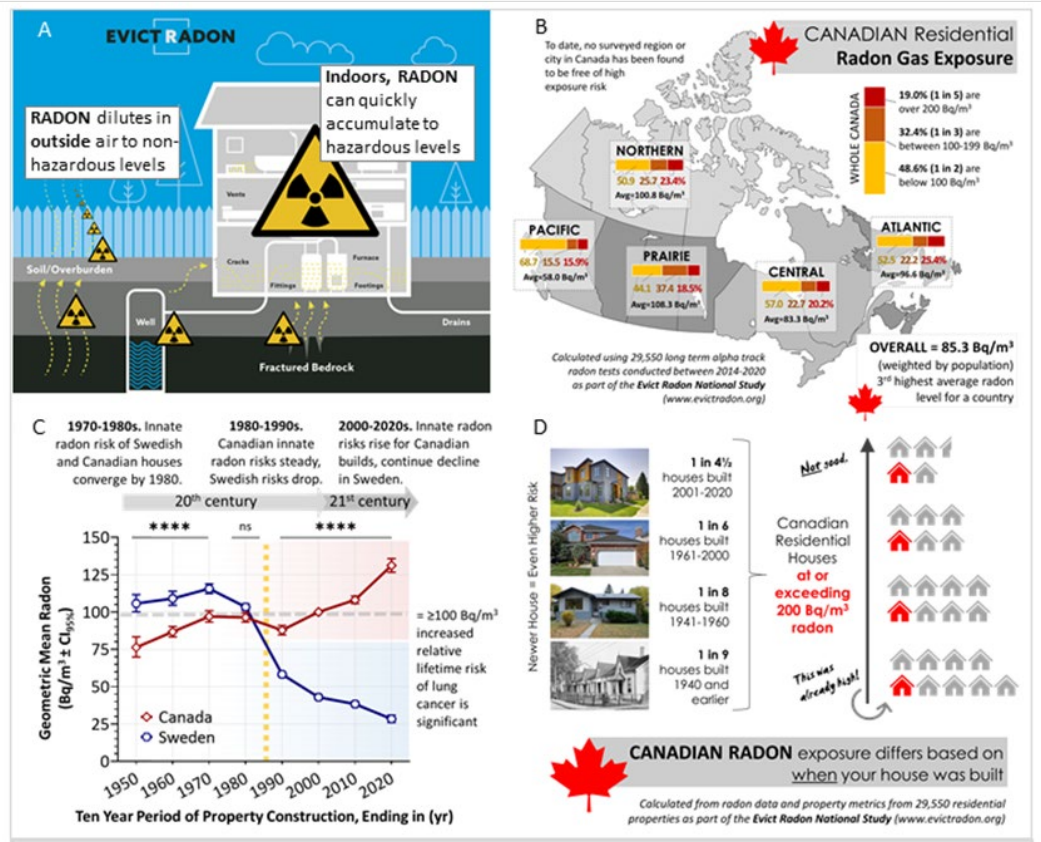 A
EVICT RADON
RADON dilutes in
outside air to non-
hazardous levels
Indoors, RADON
can quickly
accumulate to
hazardous levels
Vents
Cracks
Furnace
Fittings
Footings
Soil/Overburden
Well
Drains
Fractured Bedrock
B
To date, no surveyed region or
city in Canada has been found
to be free of high
exposure risk
CANADIAN Residential
Radon Gas Exposure
WHOLE CANADA
19.0% (1 in 5) are
over 200 Bq/m³
32.4% (1 in 3) are
between 100-199 Bq/m³
48.6% (1 in 2) are
below 100 Bq/m³
NORTHERN
50.9 25.7 23.4%
Avg=100.8 Bq/m³
PACIFIC
68.7 15.5 15.9%
Avg=58.0 Bq/m³
PRAIRIE
44.1 37.4 18.5%
Avg=108.3 Bq/m³
CENTRAL
57.0 22.7 20.2%
Avg=83.3 Bq/m³
ATLANTIC
52.5 22.2 25.4%
Avg=96.6 Bq/m³
Calculated using 29,550 long term alpha track
radon tests conducted between 2014-2020
as part of the Evict Radon National Study
(www.evictradon.org)
OVERALL = 85.3 Bq/m³
(weighted by population)
3rd highest average radon
level for a country
C
1970-1980s. Innate
radon risk of Swedish
and Canadian houses
converge by 1980.
1980-1990s.
Canadian innate
radon risks steady,
Swedish risks drop.
2000-2020s. Innate radon
risks rise for Canadian
builds, continue decline
in Sweden.
20th century
21st century
****
ns
****
Geometric Mean Radon
(Bq/m³ ± CI95%)
150
125
100
75
50
25
0
Canada
Sweden
= ≥100 Bq/m³
increased
relative
lifetime risk
of lung
cancer is
significant
1950 1960 1970 1980 1990 2000 2010 2020
Ten Year Period of Property Construction, Ending in (yr)
D
Newer House = Even Higher Risk
1 in 4½
houses built
2001-2020
1 in 6
houses built
1961-2000
1 in 8
houses built
1941-1960
1 in 9
houses built
1940 and
earlier
Canadian
Residential
Houses
at or
exceeding
200 Bq/m³
radon
Not good.
This was
already high!
CANADIAN RADON exposure differs based on
when your house was built
Calculated from radon data and property metrics from 29,550 residential
properties as part of the Evict Radon National Study (www.evictradon.org)